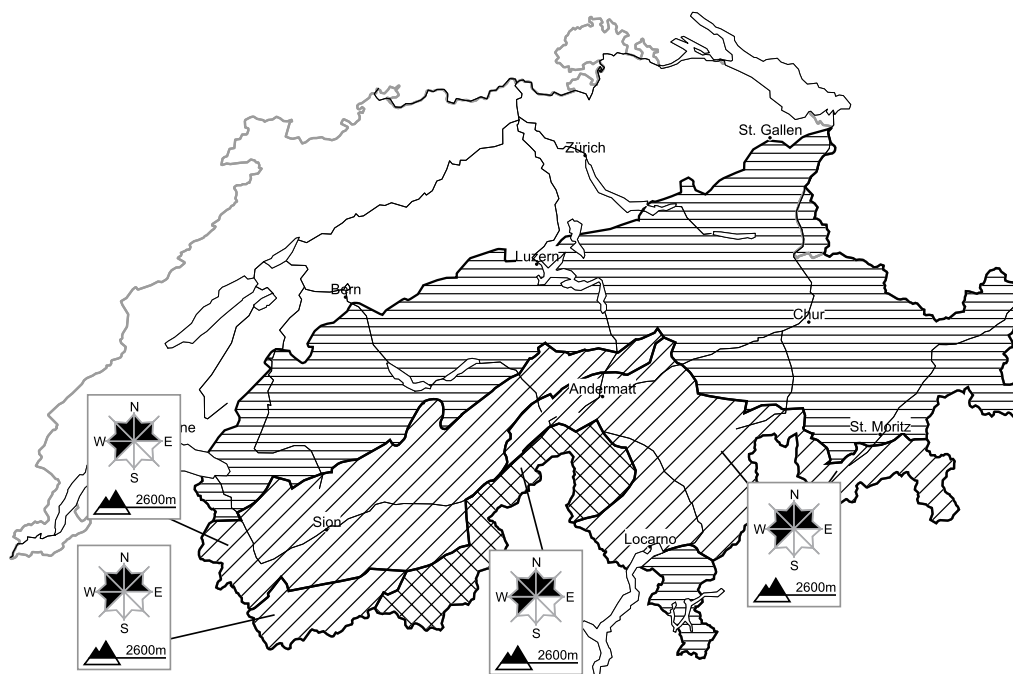 St. Gallen
Zürich
Luzern
Bern
Chur
Andermatt
St. Moritz
ne
N
W E
S
2600m
Sion
N
W E
S
2600m
Locarno
N
W E
S
2600m
N
W E
S
2600m